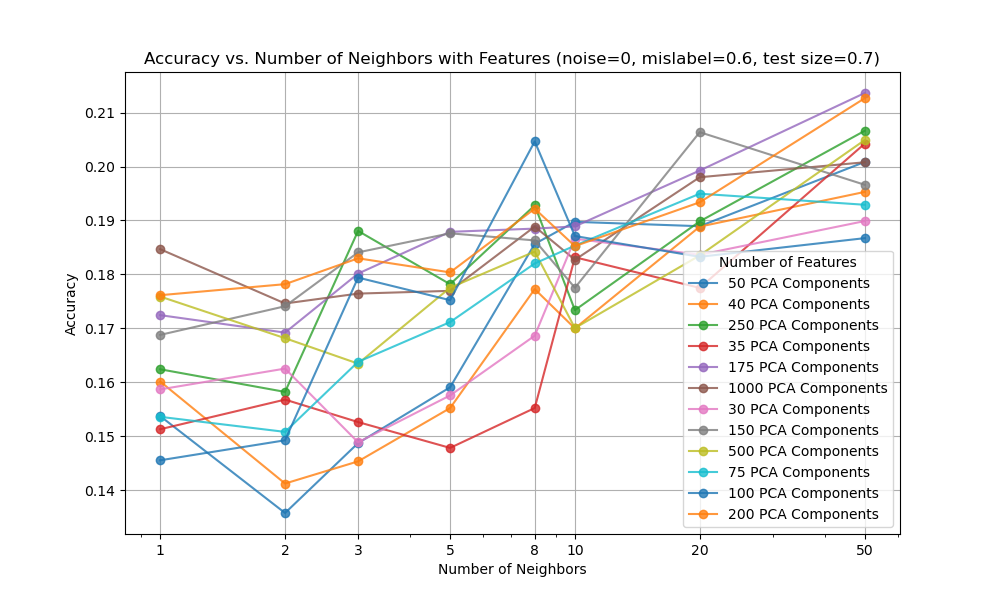 Accuracy vs. Number of Neighbors with Features (noise=0, mislabel=0.6, test size=0.7)
Accuracy
0.21
0.20
0.19
0.18
0.17
0.16
0.15
0.14
Number of Features
50 PCA Components
40 PCA Components
250 PCA Components
35 PCA Components
175 PCA Components
1000 PCA Components
30 PCA Components
150 PCA Components
500 PCA Components
75 PCA Components
100 PCA Components
200 PCA Components
1 2 3 5 8 10 20 50
Number of Neighbors